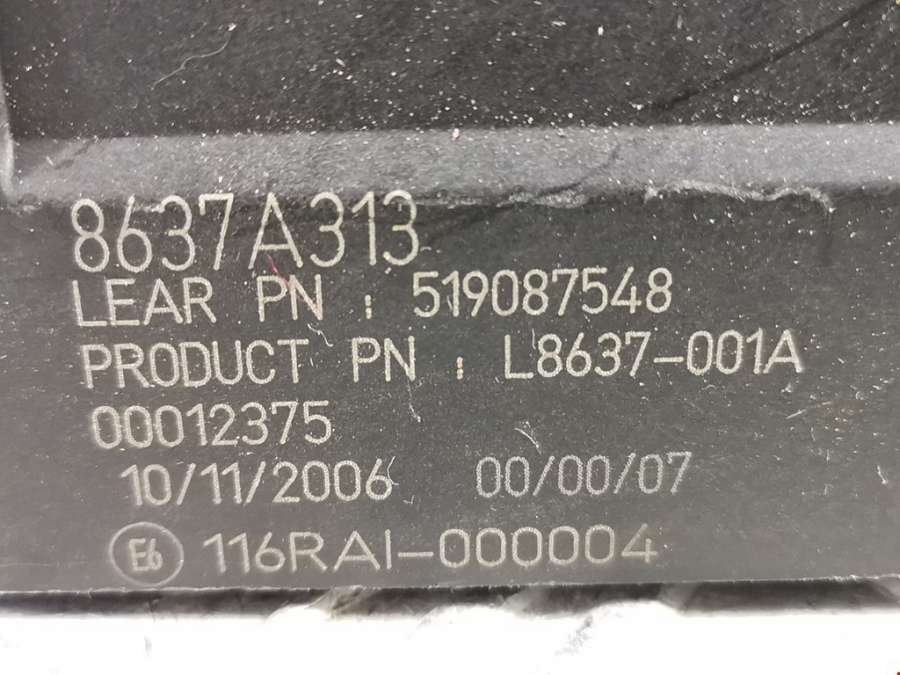 8637A313
LEAR PN : 519087548
PRODUCT PN : L8637-001A
00012375
10/11/2006 00/00/07
E6 116RAI-000004